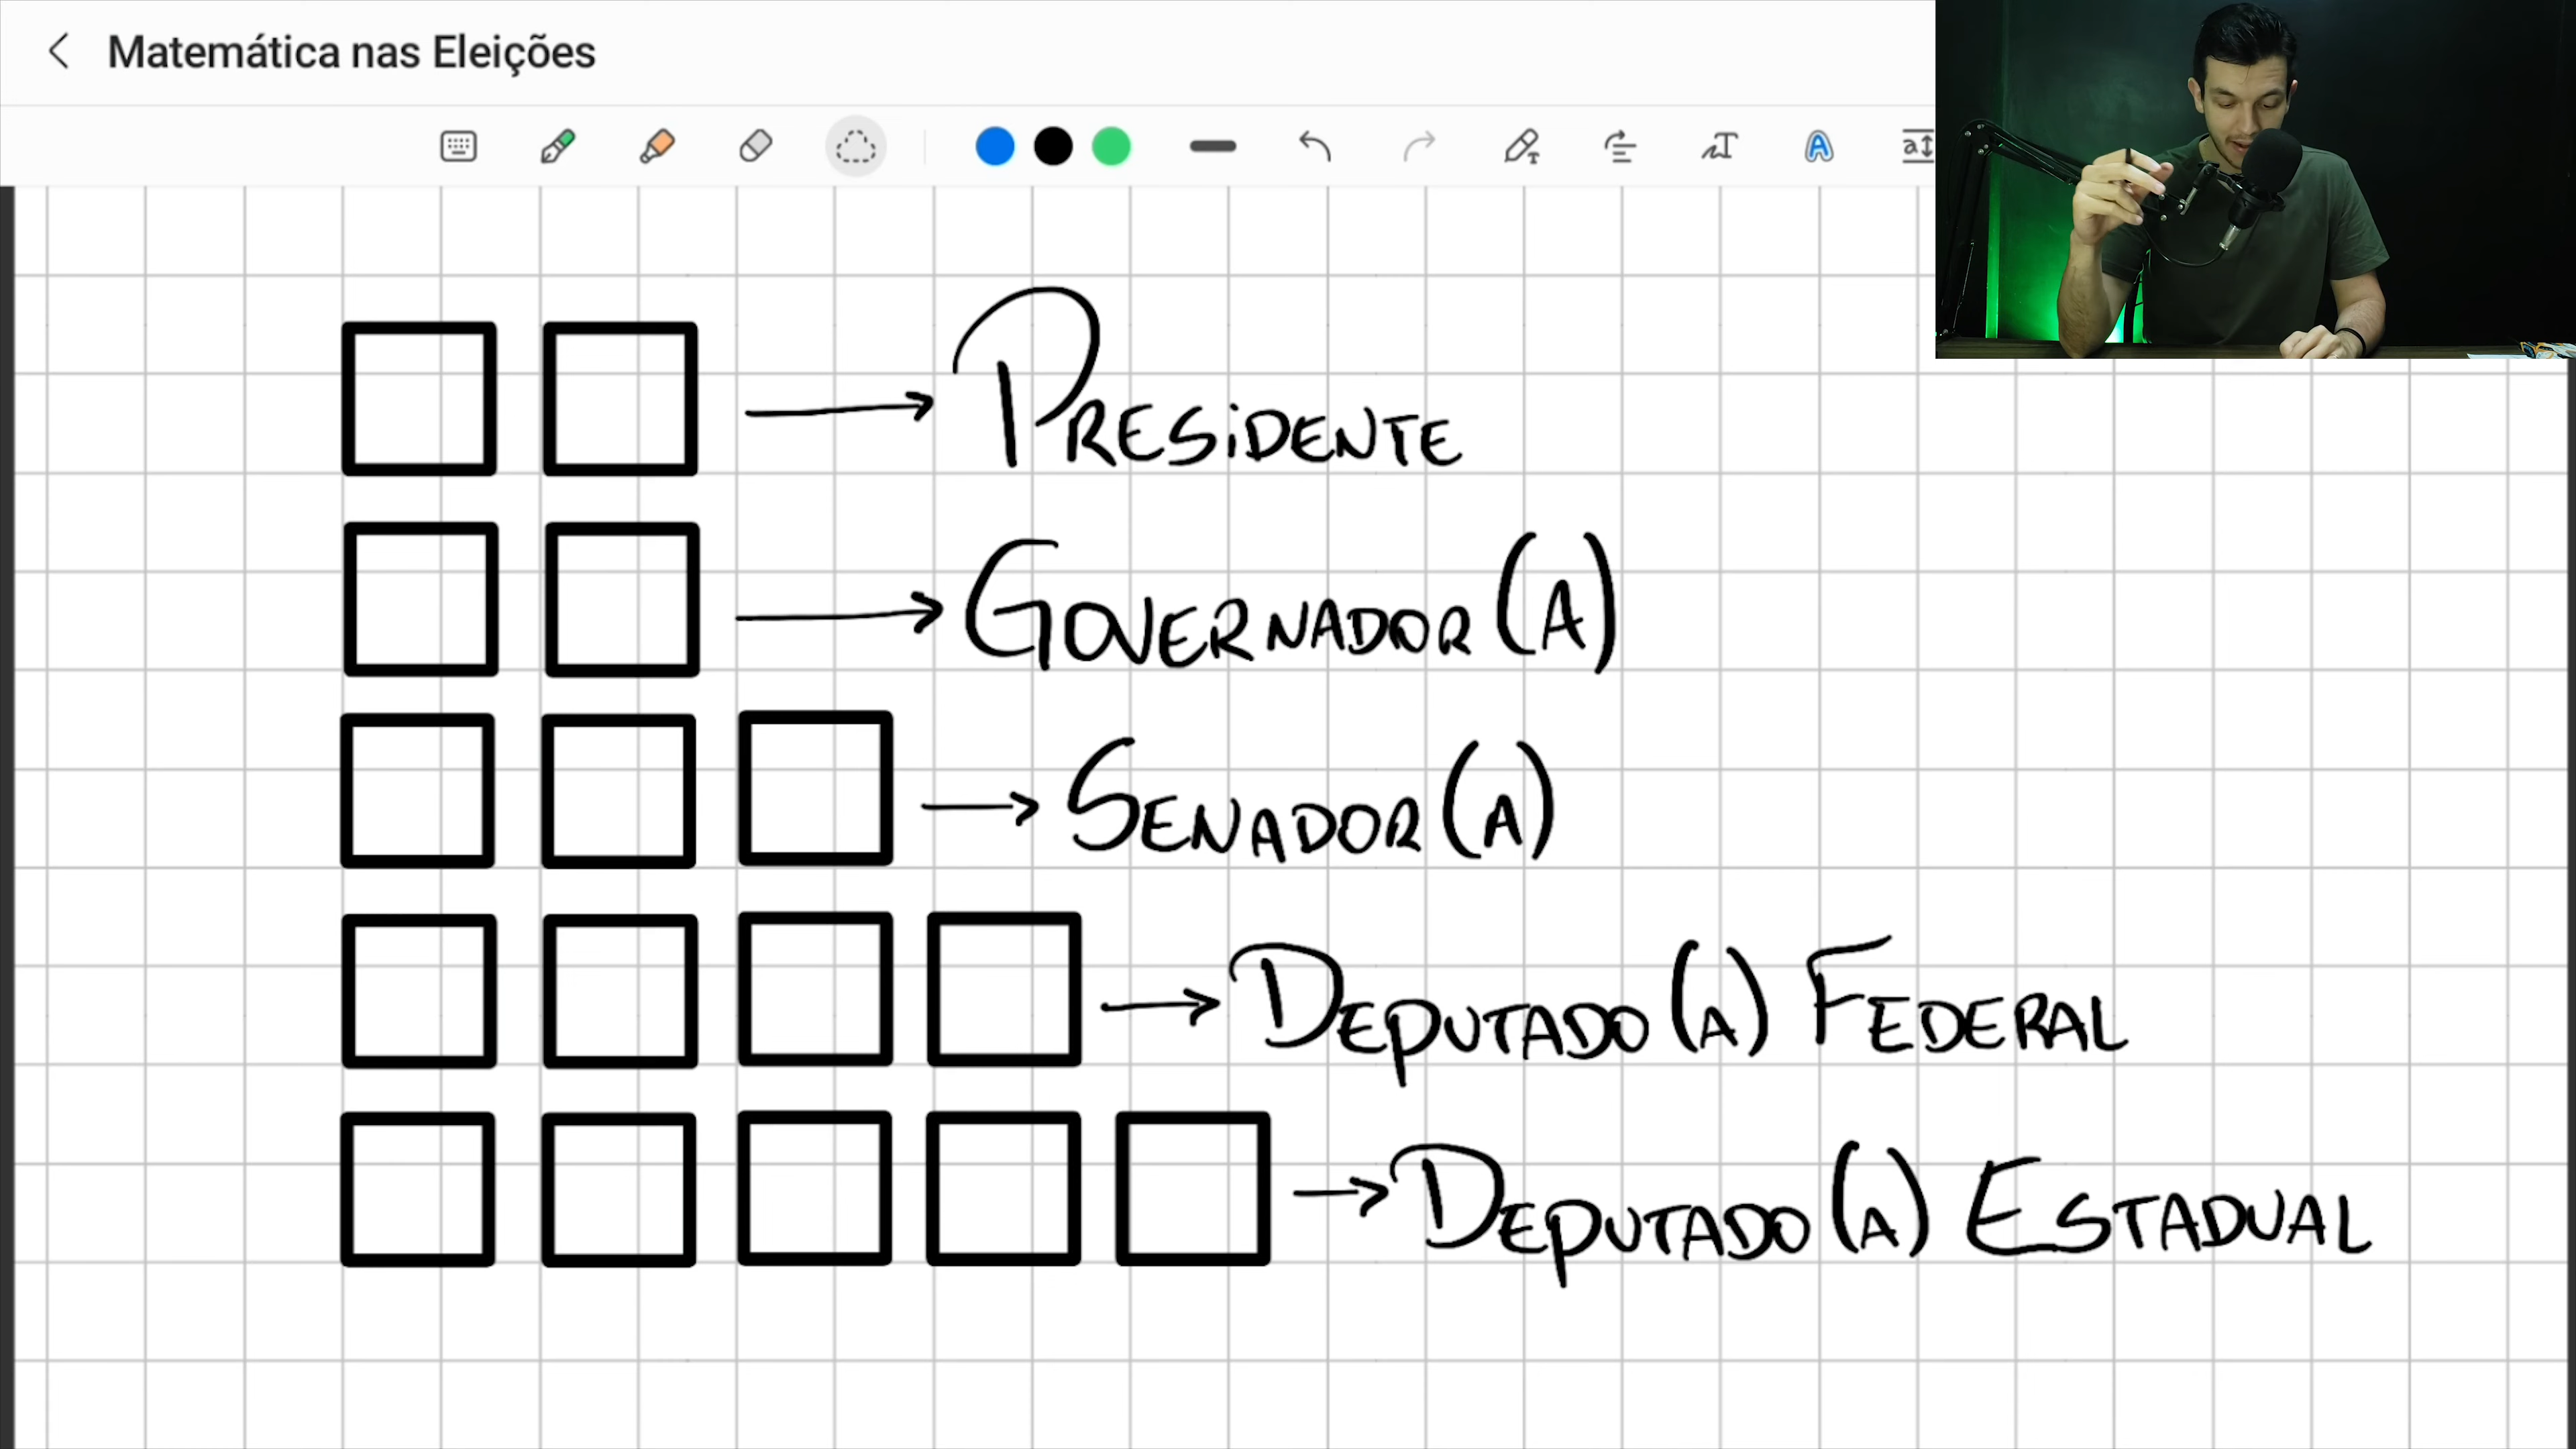 Matemática nas Eleições
PRESIDENTE
GOVERNADOR(A)
SENADOR(A)
DEPUTADO(A) FEDERAL
DEPUTADO(A) ESTADUAL